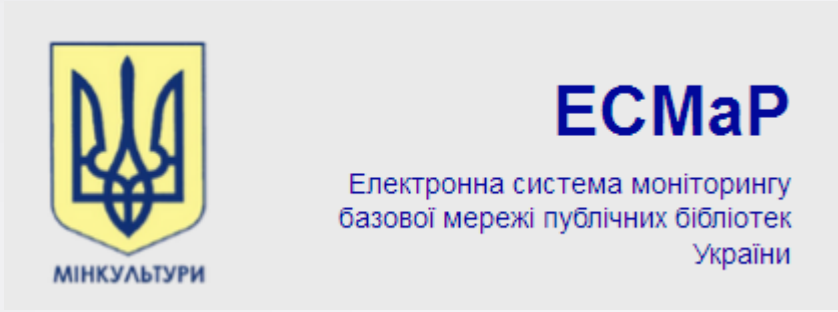 ЕСМаР
Електронна система моніторингу
базової мережі публічних бібліотек
України
МІНКУЛЬТУРИ